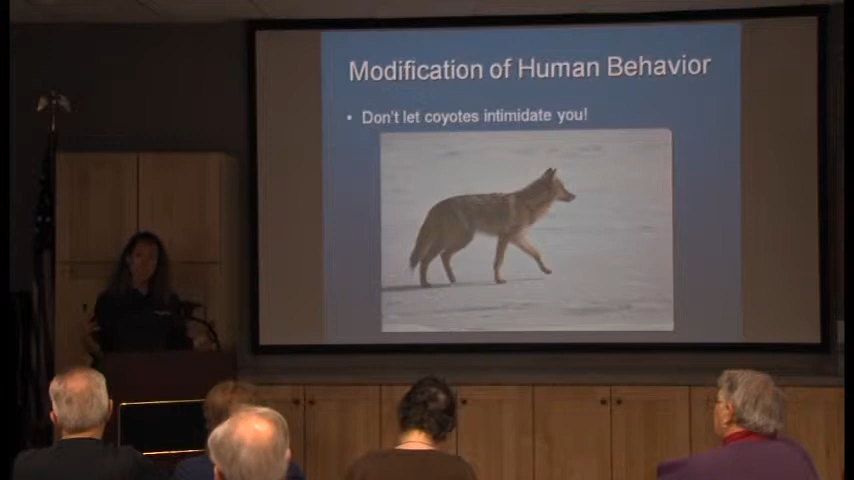 Modification of Human Behavior
• Don't let coyotes intimidate you!